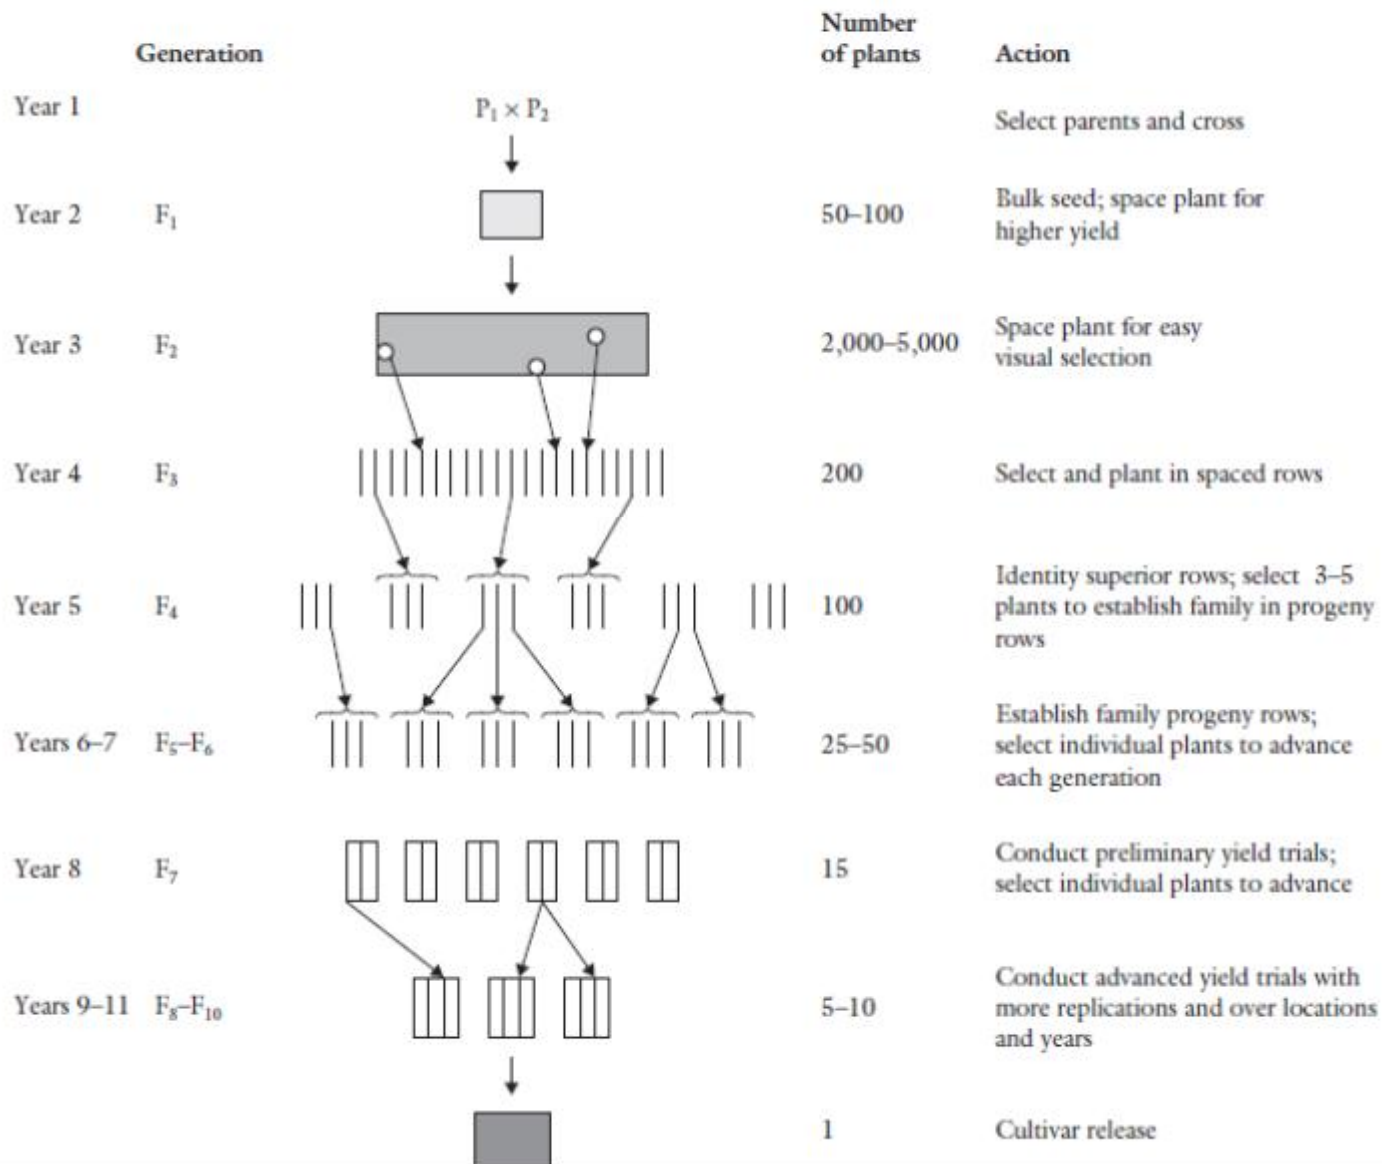 Number
Generation of plants Action
Year 1 P₁ × P₂ Select parents and cross
Year 2 F₁ 50–100 Bulk seed; space plant for
higher yield
Year 3 F₂ 2,000–5,000 Space plant for easy
visual selection
Year 4 F₃ 200 Select and plant in spaced rows
Year 5 F₄ 100 Identity superior rows; select 3–5
plants to establish family in progeny
rows
Years 6–7 F₅–F₆ 25–50 Establish family progeny rows;
select individual plants to advance
each generation
Year 8 F₇ 15 Conduct preliminary yield trials;
select individual plants to advance
Years 9–11 F₈–F₁₀ 5–10 Conduct advanced yield trials with
more replications and over locations
and years
1 Cultivar release